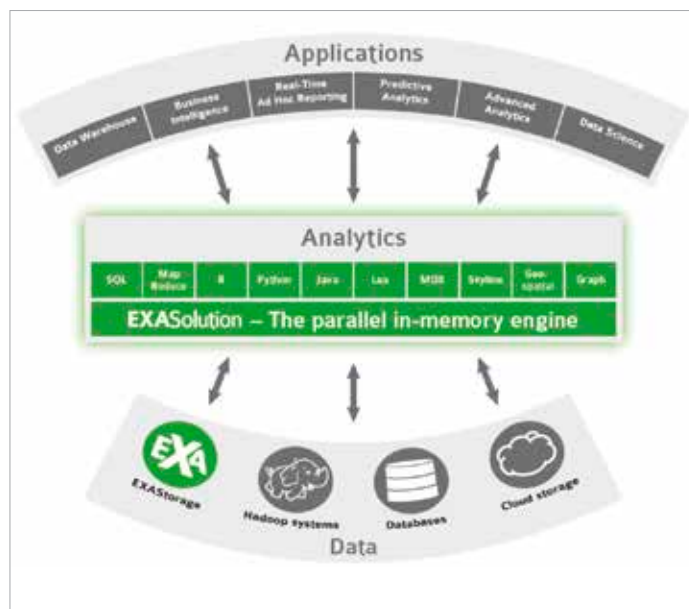 Applications
Data Warehouse
Business
Intelligence
Real-Time
Ad Hoc Reporting
Predictive
Analytics
Advanced
Analytics
Data Science
Analytics
SQL
Map
Reduce
R
Python
Java
Lua
MDX
Skyline
Geo-
spatial
Graph
EXASolution – The parallel in-memory engine
EXA
EXAStorage
Hadoop systems
Databases
Cloud storage
Data